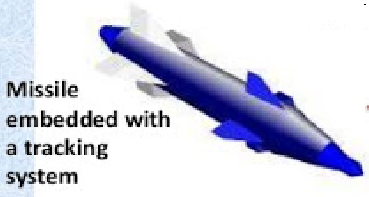 Missile
embedded with
a tracking
system